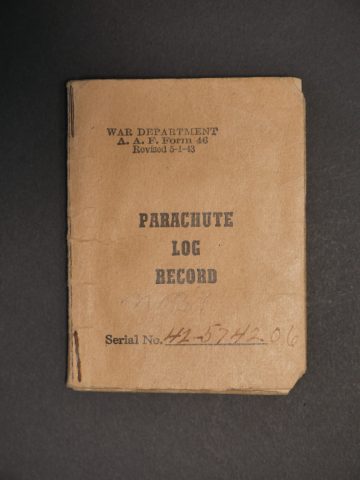 WAR DEPARTMENT
A. A. F. Form 46
Revised 5-1-43
PARACHUTE
LOG
RECORD
Serial No. 42-574206